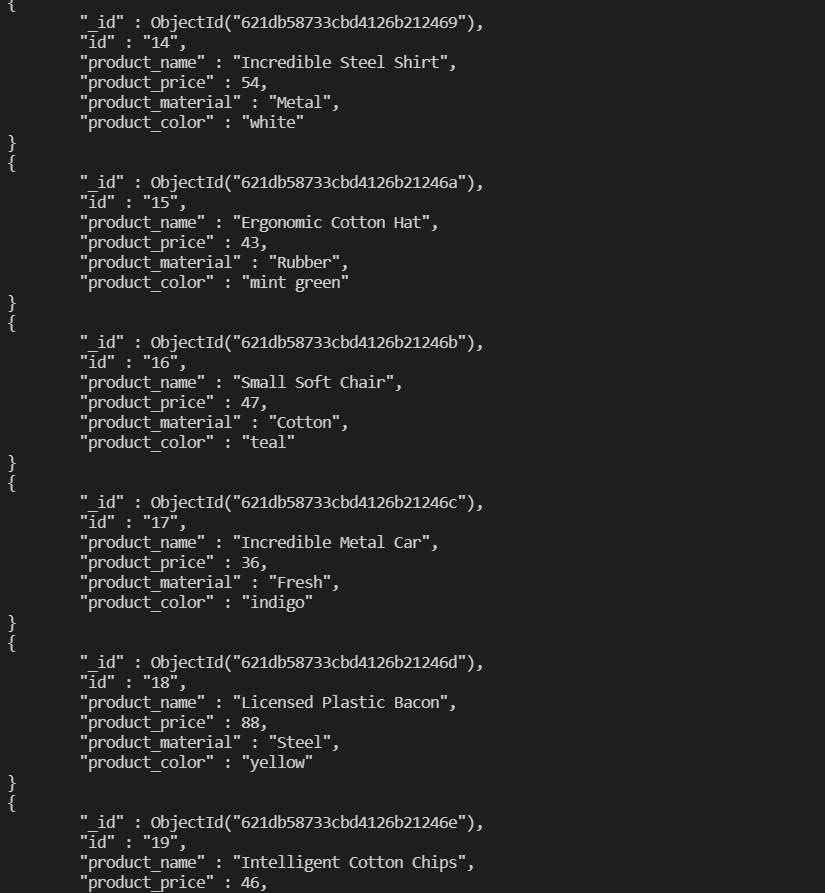 {
"_id" : ObjectId("621db58733cbd4126b212469"),
"id" : "14",
"product_name" : "Incredible Steel Shirt",
"product_price" : 54,
"product_material" : "Metal",
"product_color" : "white"
}
{
"_id" : ObjectId("621db58733cbd4126b21246a"),
"id" : "15",
"product_name" : "Ergonomic Cotton Hat",
"product_price" : 43,
"product_material" : "Rubber",
"product_color" : "mint green"
}
{
"_id" : ObjectId("621db58733cbd4126b21246b"),
"id" : "16",
"product_name" : "Small Soft Chair",
"product_price" : 47,
"product_material" : "Cotton",
"product_color" : "teal"
}
{
"_id" : ObjectId("621db58733cbd4126b21246c"),
"id" : "17",
"product_name" : "Incredible Metal Car",
"product_price" : 36,
"product_material" : "Fresh",
"product_color" : "indigo"
}
{
"_id" : ObjectId("621db58733cbd4126b21246d"),
"id" : "18",
"product_name" : "Licensed Plastic Bacon",
"product_price" : 88,
"product_material" : "Steel",
"product_color" : "yellow"
}
{
"_id" : ObjectId("621db58733cbd4126b21246e"),
"id" : "19",
"product_name" : "Intelligent Cotton Chips",
"product_price" : 46,